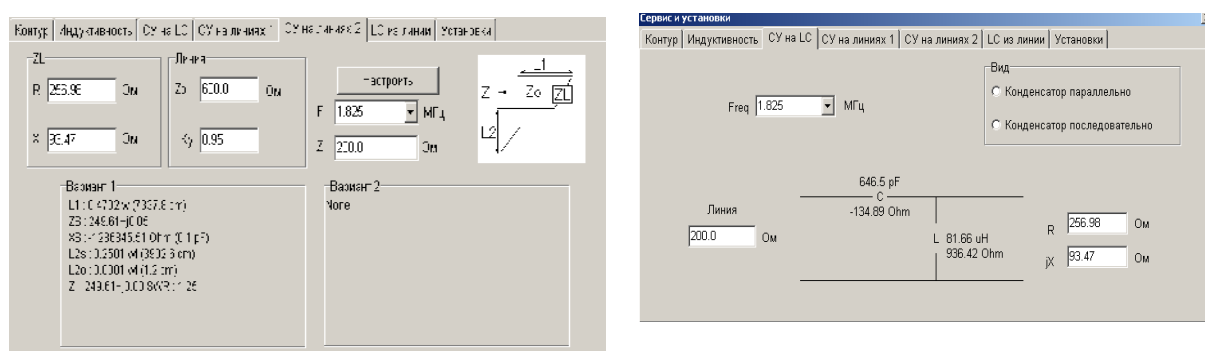 Контур Индуктивность СУ на LC СУ на линиях 1 СУ на линиях 2 LC из линии Установки
ZL
R Ом
X Ом
Линия
Zo 600.0 Ом
Ky 0.95
Настроить
F 1.825 МГц
Z 200.0 Ом
L1
Z Zo ZL
L2
Вариант 1
Z3 : 249.61-j0.05
Вариант 2
None
Сервис и установки
Контур Индуктивность СУ на LC СУ на линиях 1 СУ на линиях 2 LC из линии Установки
Freq 1.825 МГц
Вид
Конденсатор параллельно
Конденсатор последовательно
646.5 pF
C
-134.89 Ohm
Линия
200.0 Ом
L 81.66 uH
936.42 Ohm
R 256.98 Ом
jX 93.47 Ом